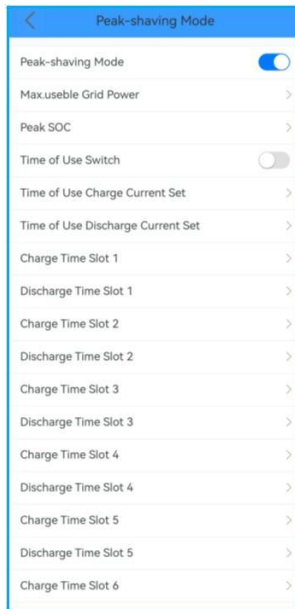 Peak-shaving Mode
Peak-shaving Mode
Max.useble Grid Power
Peak SOC
Time of Use Switch
Time of Use Charge Current Set
Time of Use Discharge Current Set
Charge Time Slot 1
Discharge Time Slot 1
Charge Time Slot 2
Discharge Time Slot 2
Charge Time Slot 3
Discharge Time Slot 3
Charge Time Slot 4
Discharge Time Slot 4
Charge Time Slot 5
Discharge Time Slot 5
Charge Time Slot 6